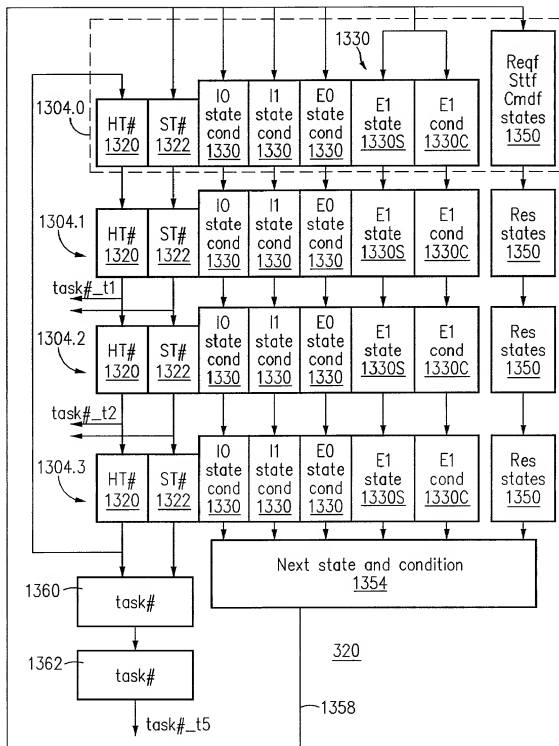 1330
1304.0
HT#
1320
ST#
1322
I0
state
cond
1330
I1
state
cond
1330
E0
state
cond
1330
E1
state
1330S
E1
cond
1330C
Reqf
Sttf
Cmdf
states
1350
1304.1
HT#
1320
ST#
1322
I0
state
cond
1330
I1
state
cond
1330
E0
state
cond
1330
E1
state
1330S
E1
cond
1330C
Res
states
1350
task#_t1
1304.2
HT#
1320
ST#
1322
I0
state
cond
1330
I1
state
cond
1330
E0
state
cond
1330
E1
state
1330S
E1
cond
1330C
Res
states
1350
task#_t2
1304.3
HT#
1320
ST#
1322
I0
state
cond
1330
I1
state
cond
1330
E0
state
cond
1330
E1
state
1330S
E1
cond
1330C
Res
states
1350
Next state and condition
1354
1360
task#
1362
task#
320
1358
task#_t5